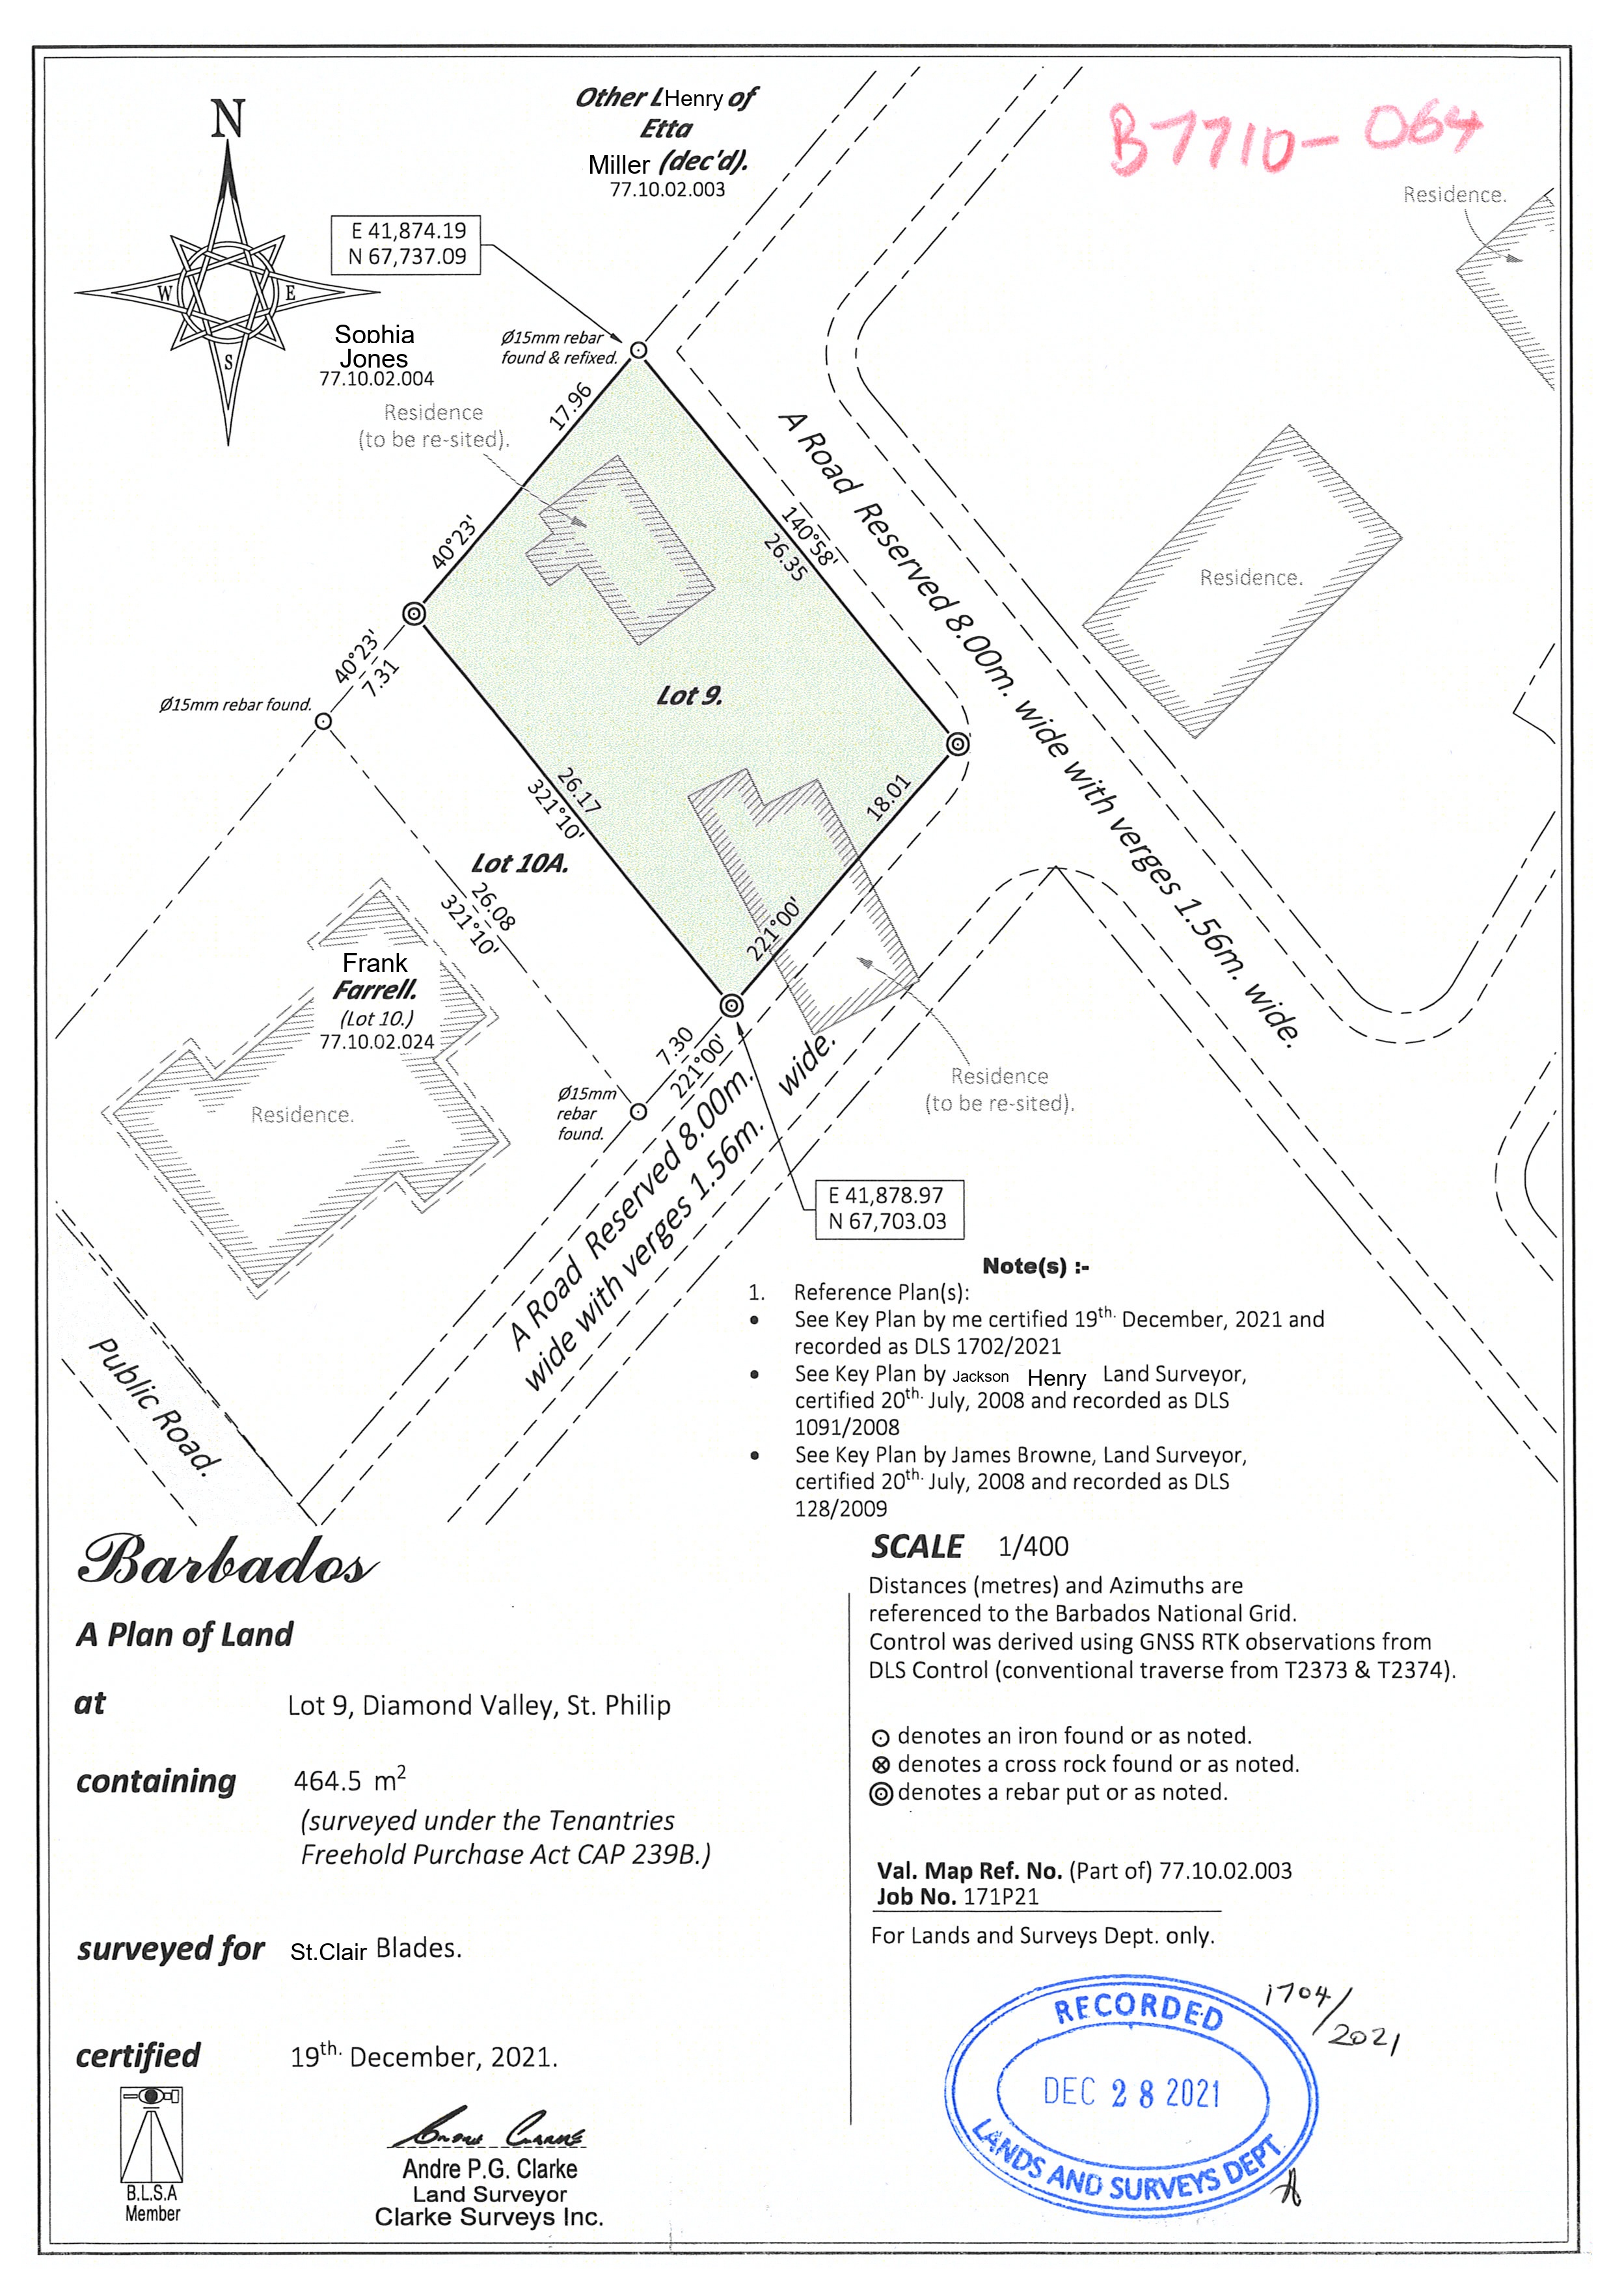 N
W
E
S
Other LHenry of
Etta
Miller (dec'd).
77.10.02.003
B7710-064
Residence.
E 41,874.19
N 67,737.09
Sophia
Jones
77.10.02.004
Ø15mm rebar
found & refixed.
Residence
(to be re-sited).
17.96
40°23'
140°58'
26.35
A Road Reserved 8.00m. wide with verges 1.56m. wide.
Residence.
40°23'
7.31
Ø15mm rebar found.
Lot 9.
26.17
321°10'
18.01
221°00'
Lot 10A.
26.08
321°10'
Frank
Farrell.
(Lot 10.)
77.10.02.024
Residence.
7.30
221°00'
Ø15mm
rebar
found.
Residence
(to be re-sited).
A Road Reserved 8.00m. wide.
wide with verges 1.56m.
E 41,878.97
N 67,703.03
Public Road.
Note(s) :-
1. Reference Plan(s):
• See Key Plan by me certified 19th. December, 2021 and
recorded as DLS 1702/2021
• See Key Plan by Jackson Henry Land Surveyor,
certified 20th. July, 2008 and recorded as DLS
1091/2008
• See Key Plan by James Browne, Land Surveyor,
certified 20th. July, 2008 and recorded as DLS
128/2009
Barbados
A Plan of Land
at Lot 9, Diamond Valley, St. Philip
containing 464.5 m²
(surveyed under the Tenantries
Freehold Purchase Act CAP 239B.)
surveyed for St.Clair Blades.
certified 19th. December, 2021.
B.L.S.A
Member
Andre P.G. Clarke
Land Surveyor
Clarke Surveys Inc.
SCALE 1/400
Distances (metres) and Azimuths are
referenced to the Barbados National Grid.
Control was derived using GNSS RTK observations from
DLS Control (conventional traverse from T2373 & T2374).
denotes an iron found or as noted.
denotes a cross rock found or as noted.
denotes a rebar put or as noted.
Val. Map Ref. No. (Part of) 77.10.02.003
Job No. 171P21
For Lands and Surveys Dept. only.
RECORDED
DEC 28 2021
LANDS AND SURVEYS DEPT
1704/
2021